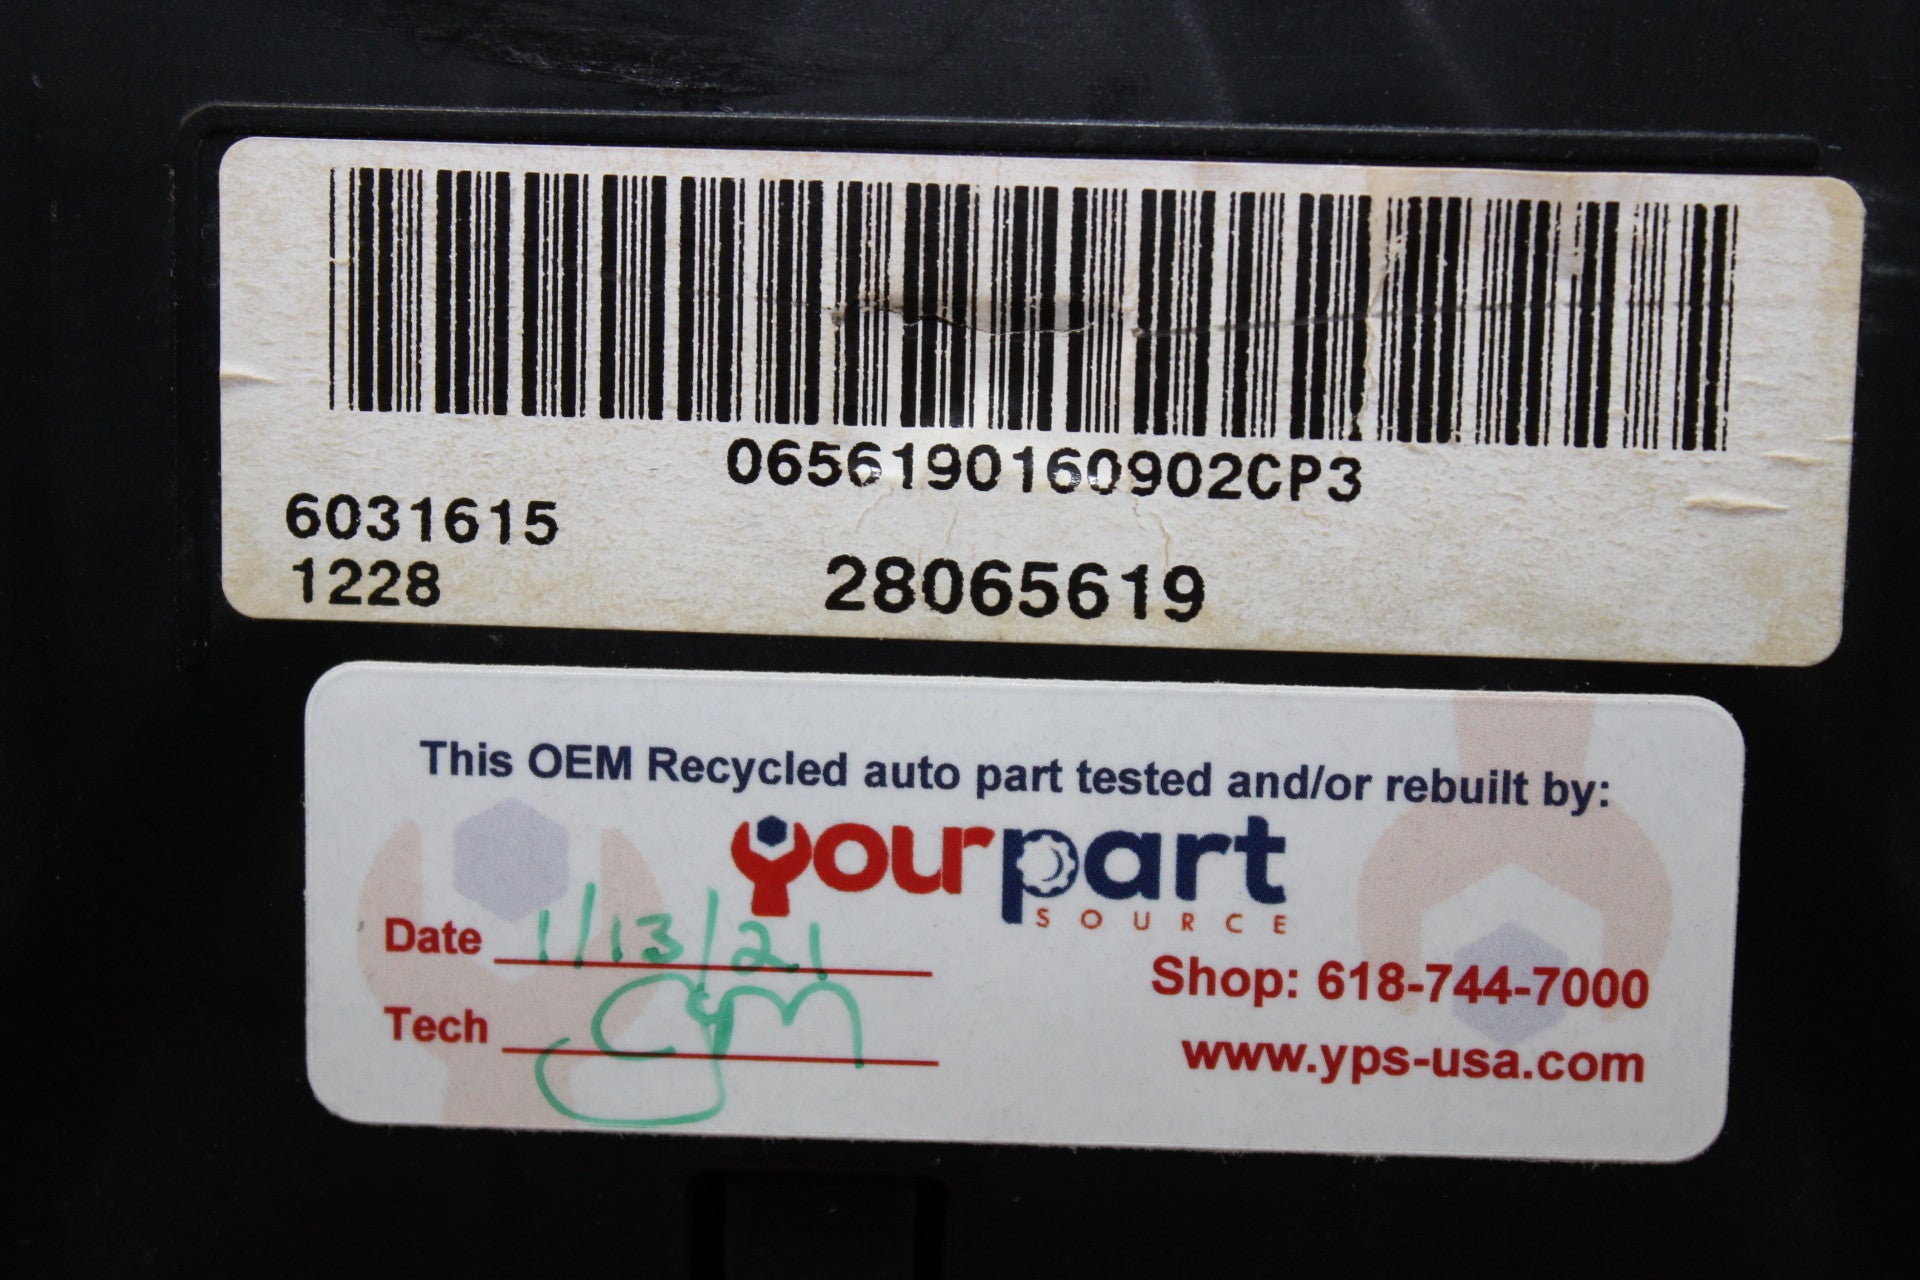 0656190160902CP3
6031615
1228
28065619
This OEM Recycled auto part tested and/or rebuilt by:
yourpart
SOURCE
Date 1/13/21
Shop: 618-744-7000
Tech
www.yps-usa.com